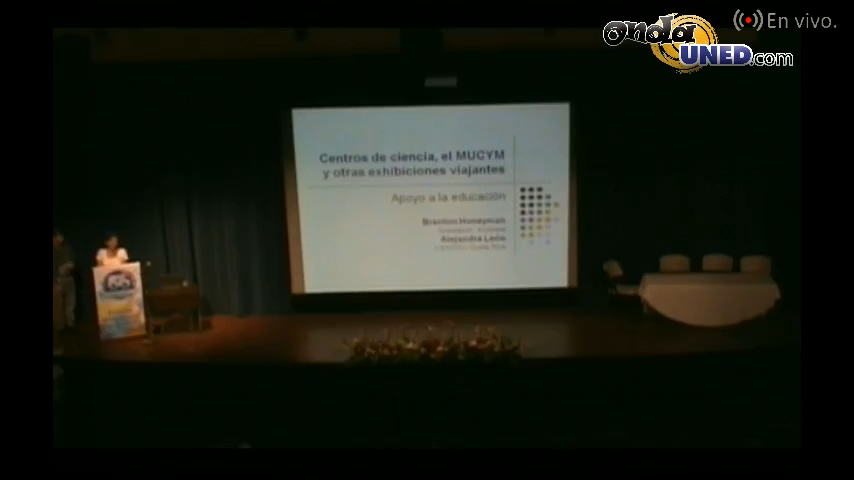 onda
UNED.com
En vivo.
Centros de ciencia, el MUCYM
y otras exhibiciones viajantes
Apoyo a la educación
Brenton Honeyman
Alejandra León